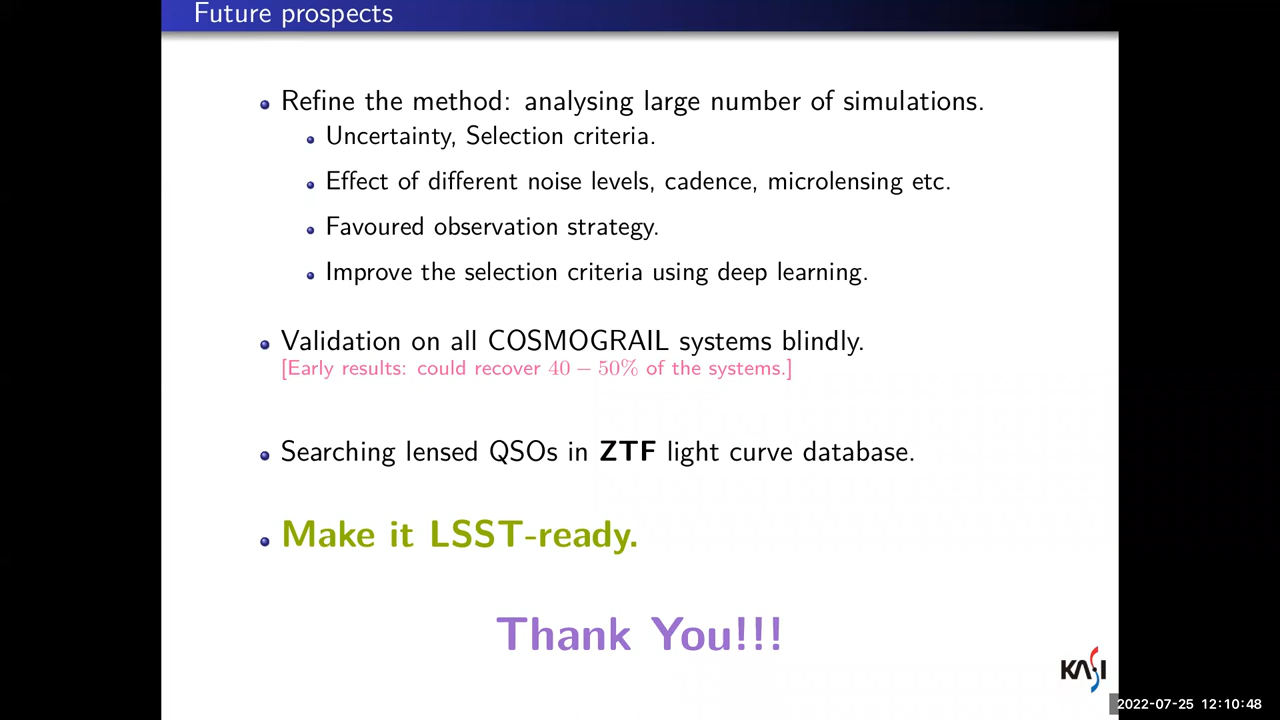 Future prospects
Refine the method: analysing large number of simulations.
Uncertainty, Selection criteria.
Effect of different noise levels, cadence, microlensing etc.
Favoured observation strategy.
Improve the selection criteria using deep learning.
Validation on all COSMOGRAIL systems blindly.
[Early results: could recover 40 − 50% of the systems.]
Searching lensed QSOs in ZTF light curve database.
Make it LSST-ready.
Thank You!!!
KASI
2022-07-25 12:10:48